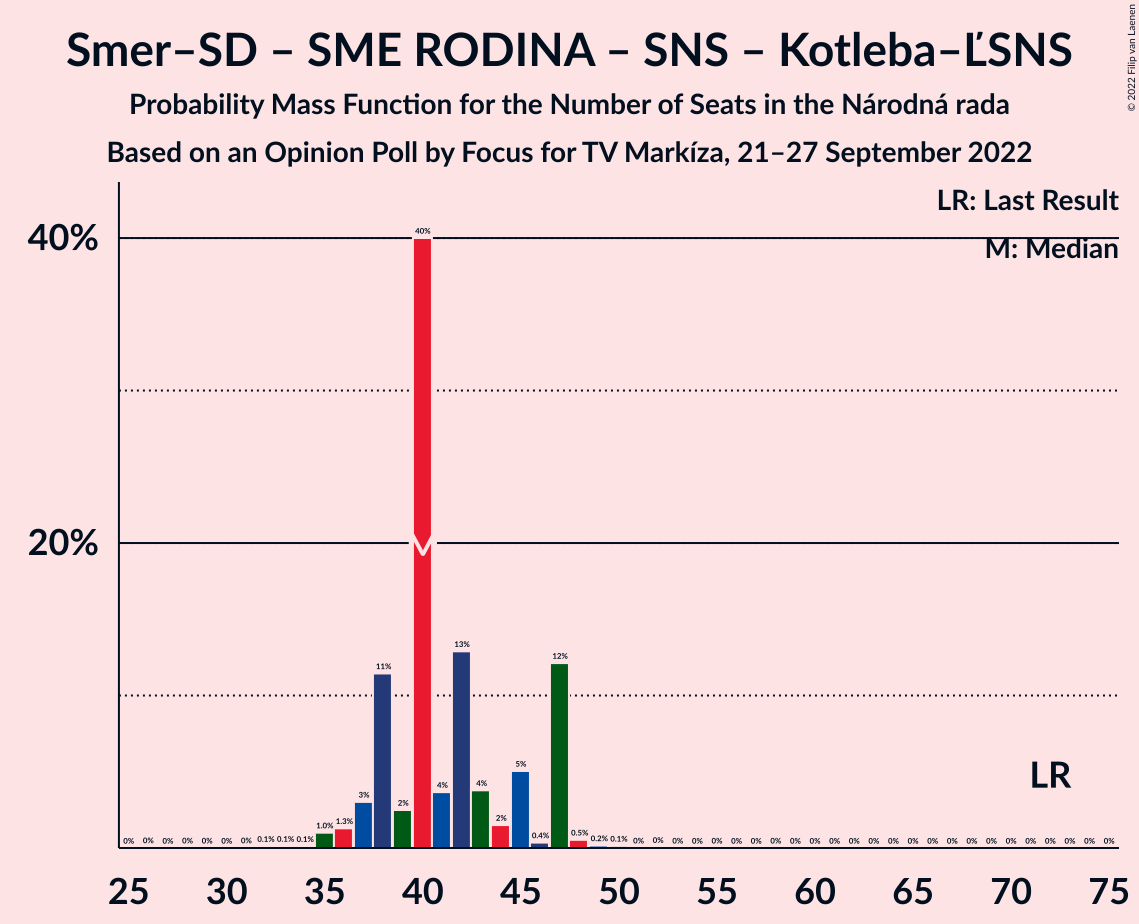 Smer–SD – SME RODINA – SNS – Kotleba–ĽSNS
Probability Mass Function for the Number of Seats in the Národná rada
Based on an Opinion Poll by Focus for TV Markíza, 21–27 September 2022
© 2022 Filip van Laenen
LR: Last Result
M: Median
40%
20%
0% 0% 0% 0% 0% 0% 0% 0.1% 0.1% 0.1% 1.0% 1.3% 3% 11% 2% 40% 4% 13% 4% 2% 5% 0.4% 12% 0.5% 0.2% 0.1% 0% 0% 0% 0% 0% 0% 0% 0% 0% 0% 0% 0% 0% 0% 0% 0% 0% 0% 0% 0% 0% 0% 0% 0% 0%
LR
25 30 35 40 45 50 55 60 65 70 75